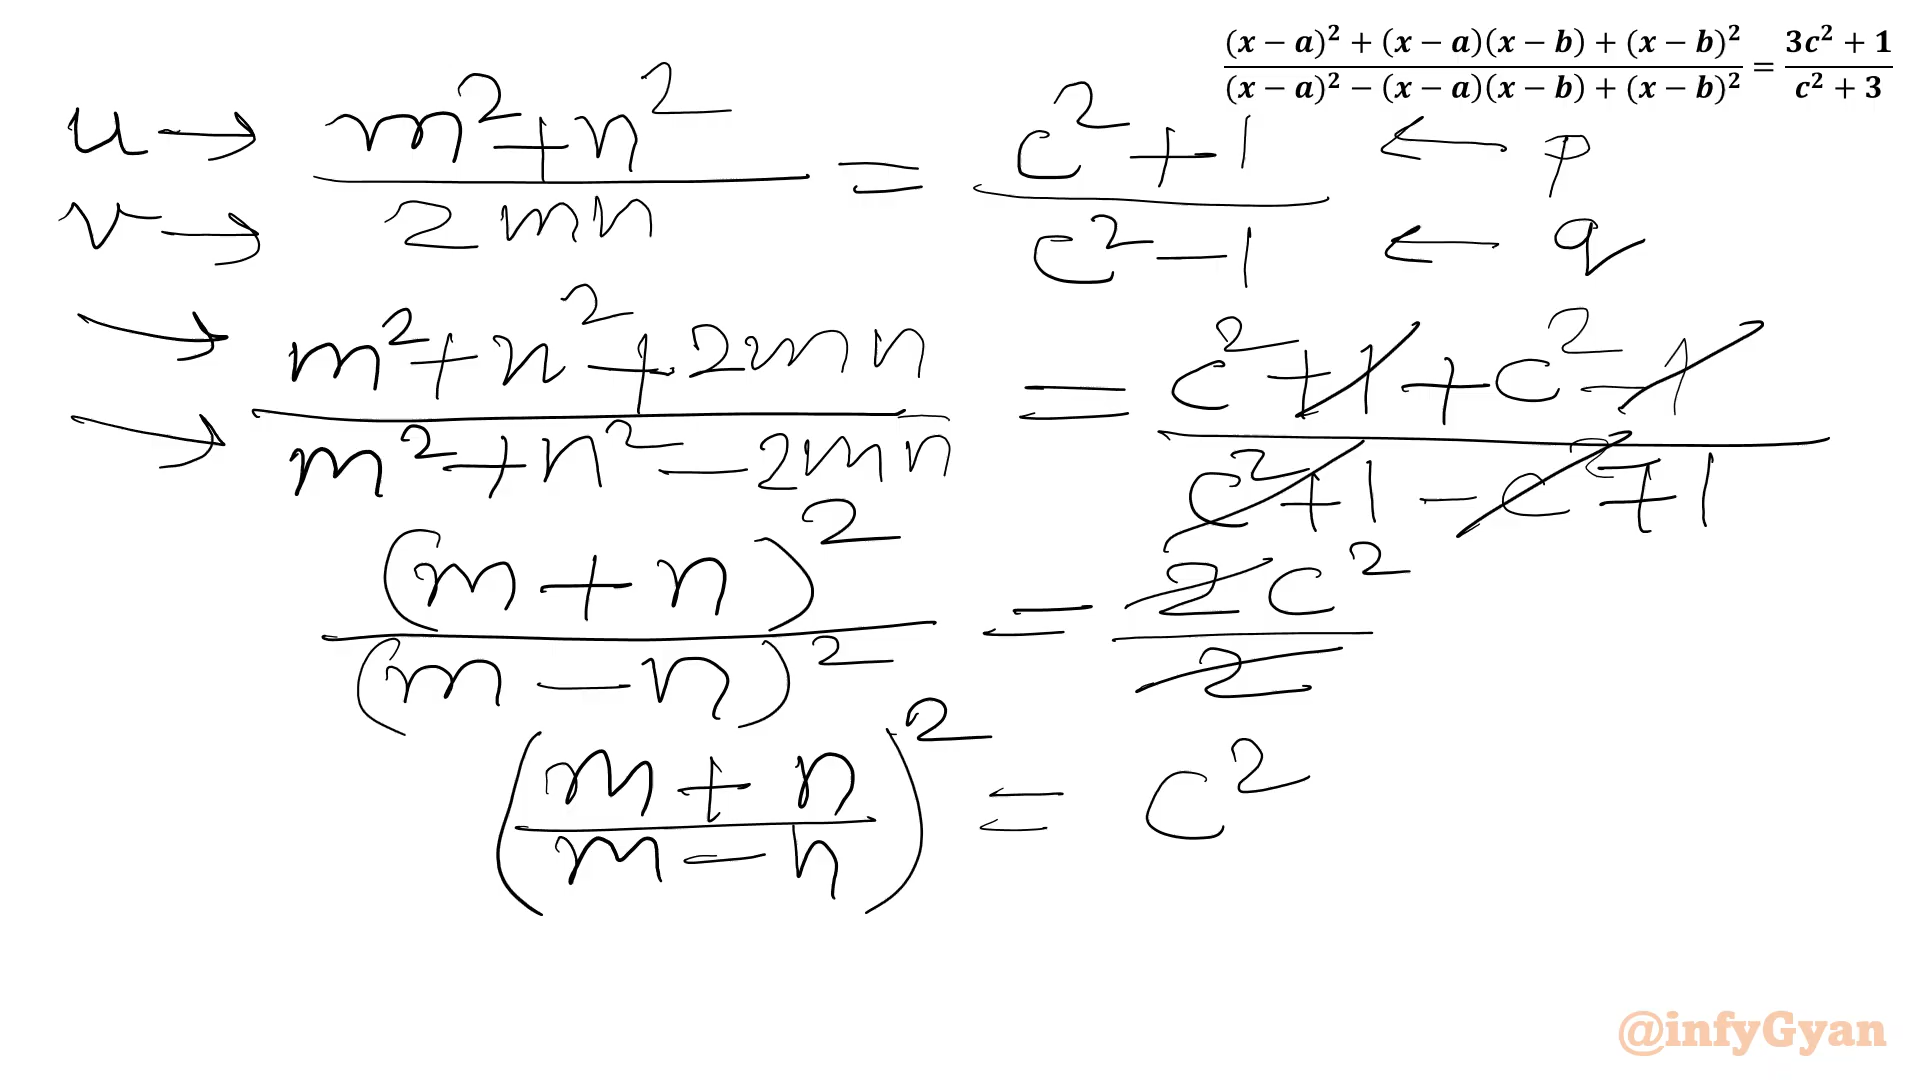 ((x − a)² + (x − a)(x − b) + (x − b)²) / ((x − a)² − (x − a)(x − b) + (x − b)²) = (3c² + 1) / (c² + 3)
u → (m² + n²) / = (c² + 1) / ← p
v → 2mn c² − 1 ← q
→ (m² + n² + 2mn) / = (c² + 1 + c² − 1) /
→ m² + n² − 2mn c² + 1 − c² + 1
(m + n)² / (m − n)² = 2c² / 2
((m + n) / (m − n))² = c²
@infyGyan